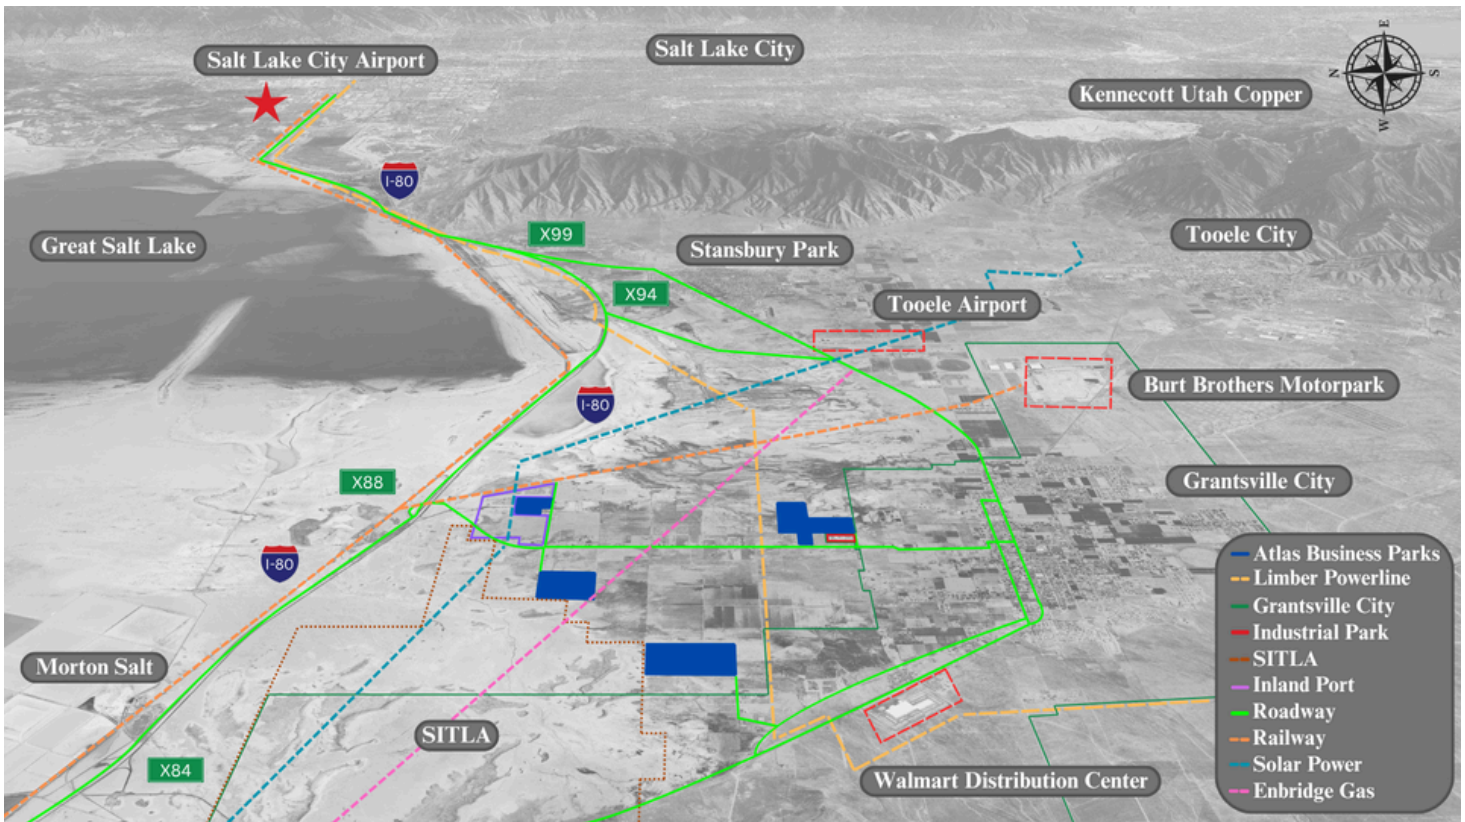 Salt Lake City Airport
Salt Lake City
Kennecott Utah Copper
E
N
S
W
I-80
Great Salt Lake
X99
Stansbury Park
Tooele City
X94
Tooele Airport
I-80
Burt Brothers Motorpark
X88
Grantsville City
I-80
Morton Salt
SITLA
X84
Walmart Distribution Center
Atlas Business Parks
Limber Powerline
Grantsville City
Industrial Park
SITLA
Inland Port
Roadway
Railway
Solar Power
Enbridge Gas